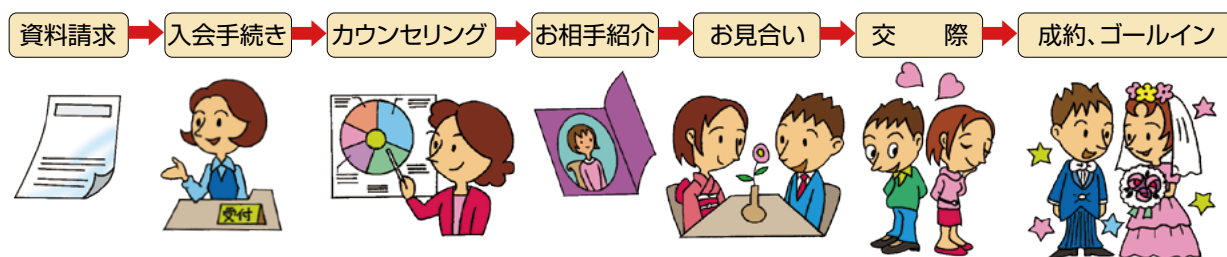 資料請求
入会手続き
カウンセリング
お相手紹介
お見合い
交　際
成約、ゴールイン
受付